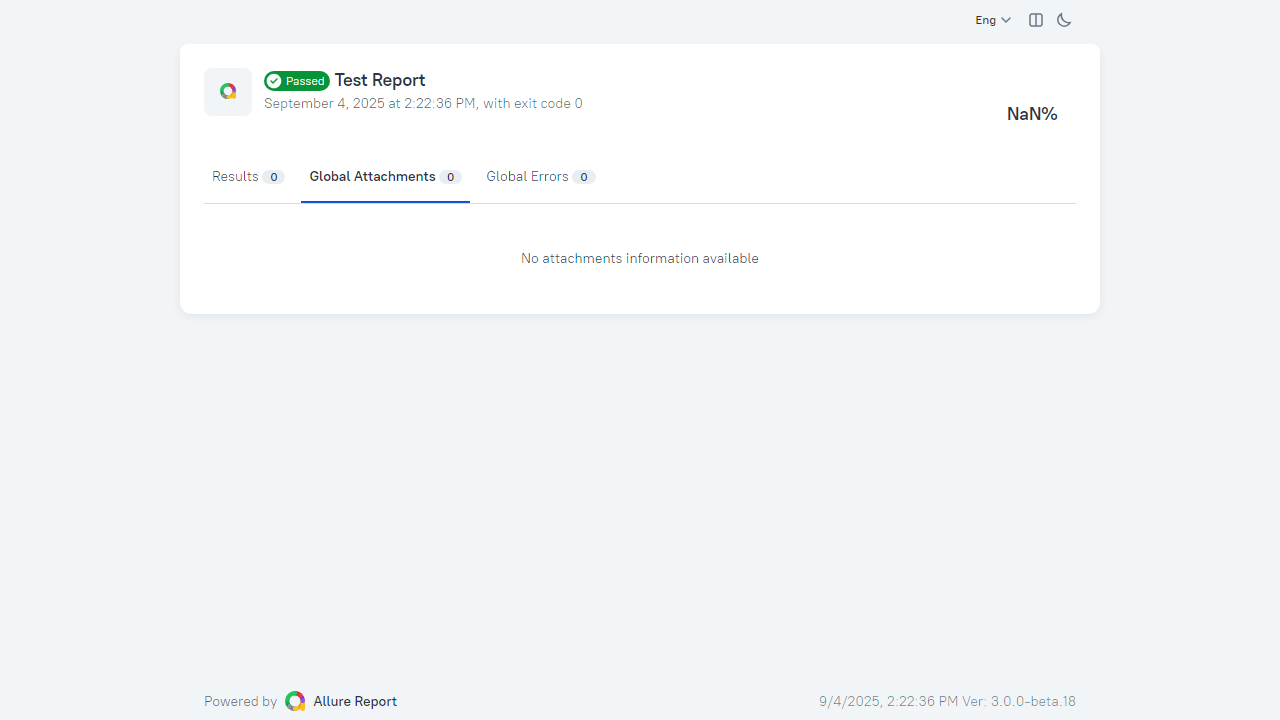 Eng
Passed Test Report
September 4, 2025 at 2:22:36 PM, with exit code 0
NaN%
Results 0 Global Attachments 0 Global Errors 0
No attachments information available
Powered by Allure Report
9/4/2025, 2:22:36 PM Ver: 3.0.0-beta.18